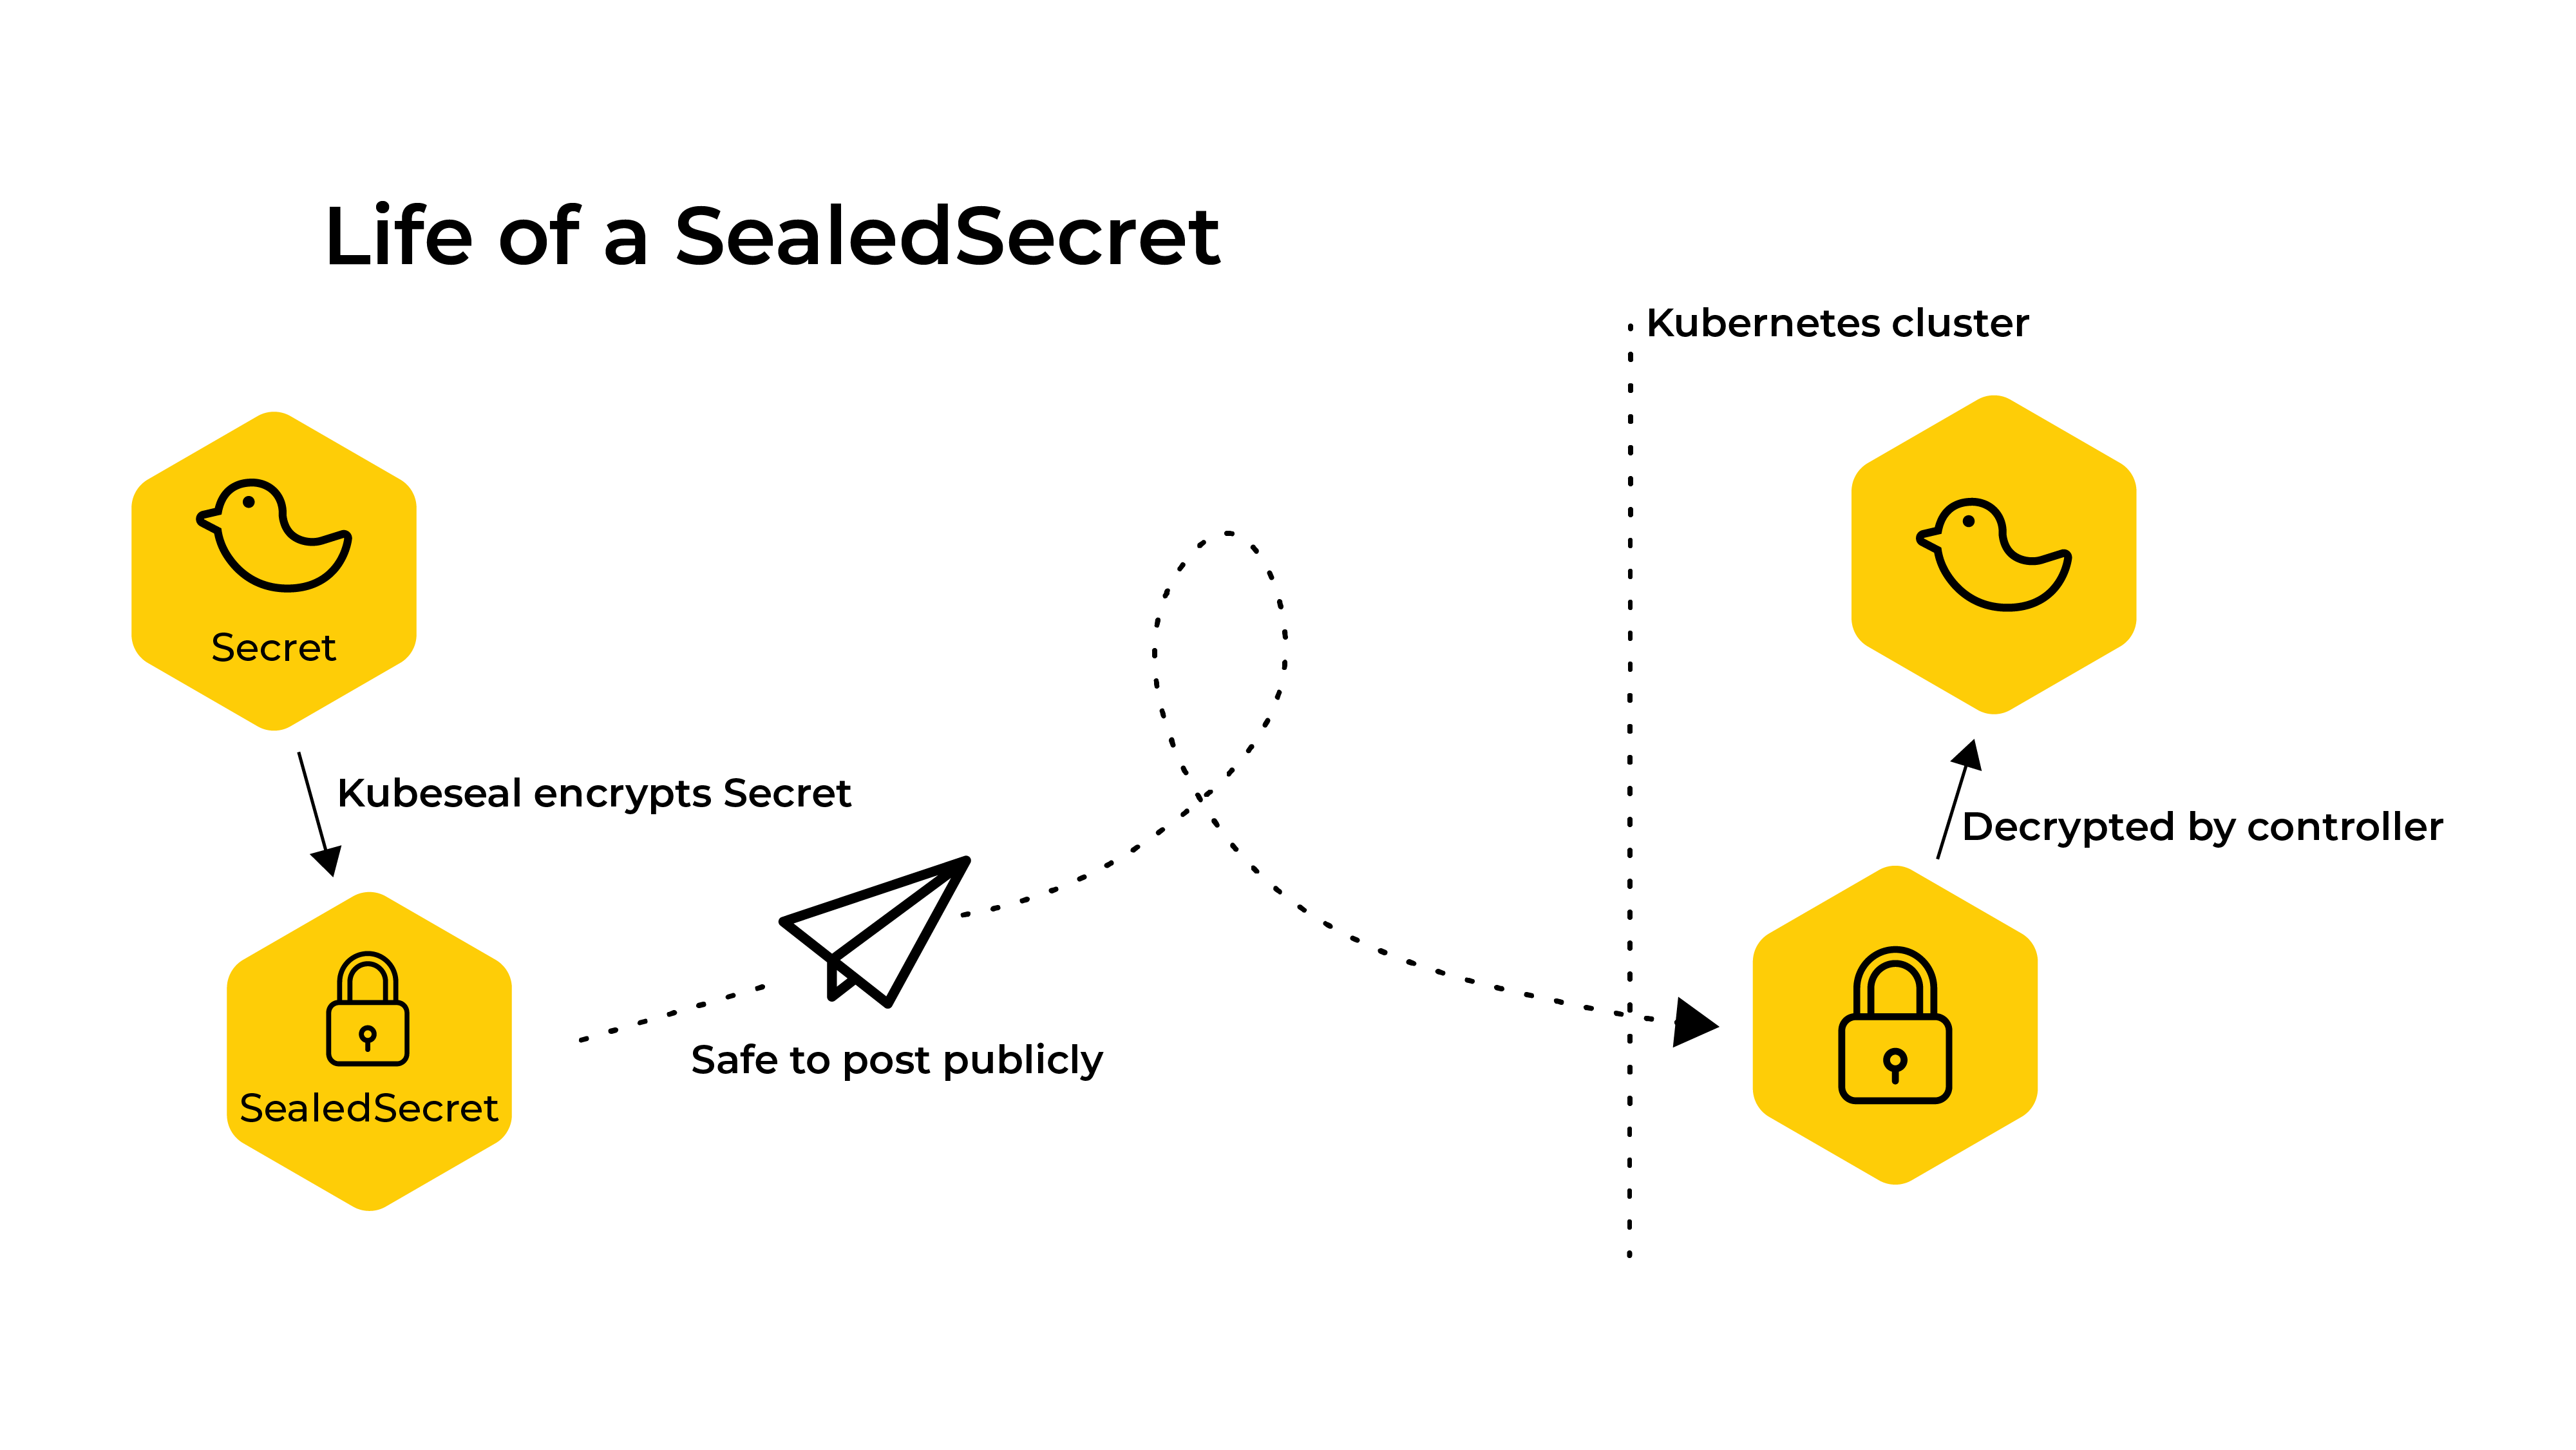 Life of a SealedSecret
Kubernetes cluster
Secret
Kubeseal encrypts Secret
Decrypted by controller
Safe to post publicly
SealedSecret